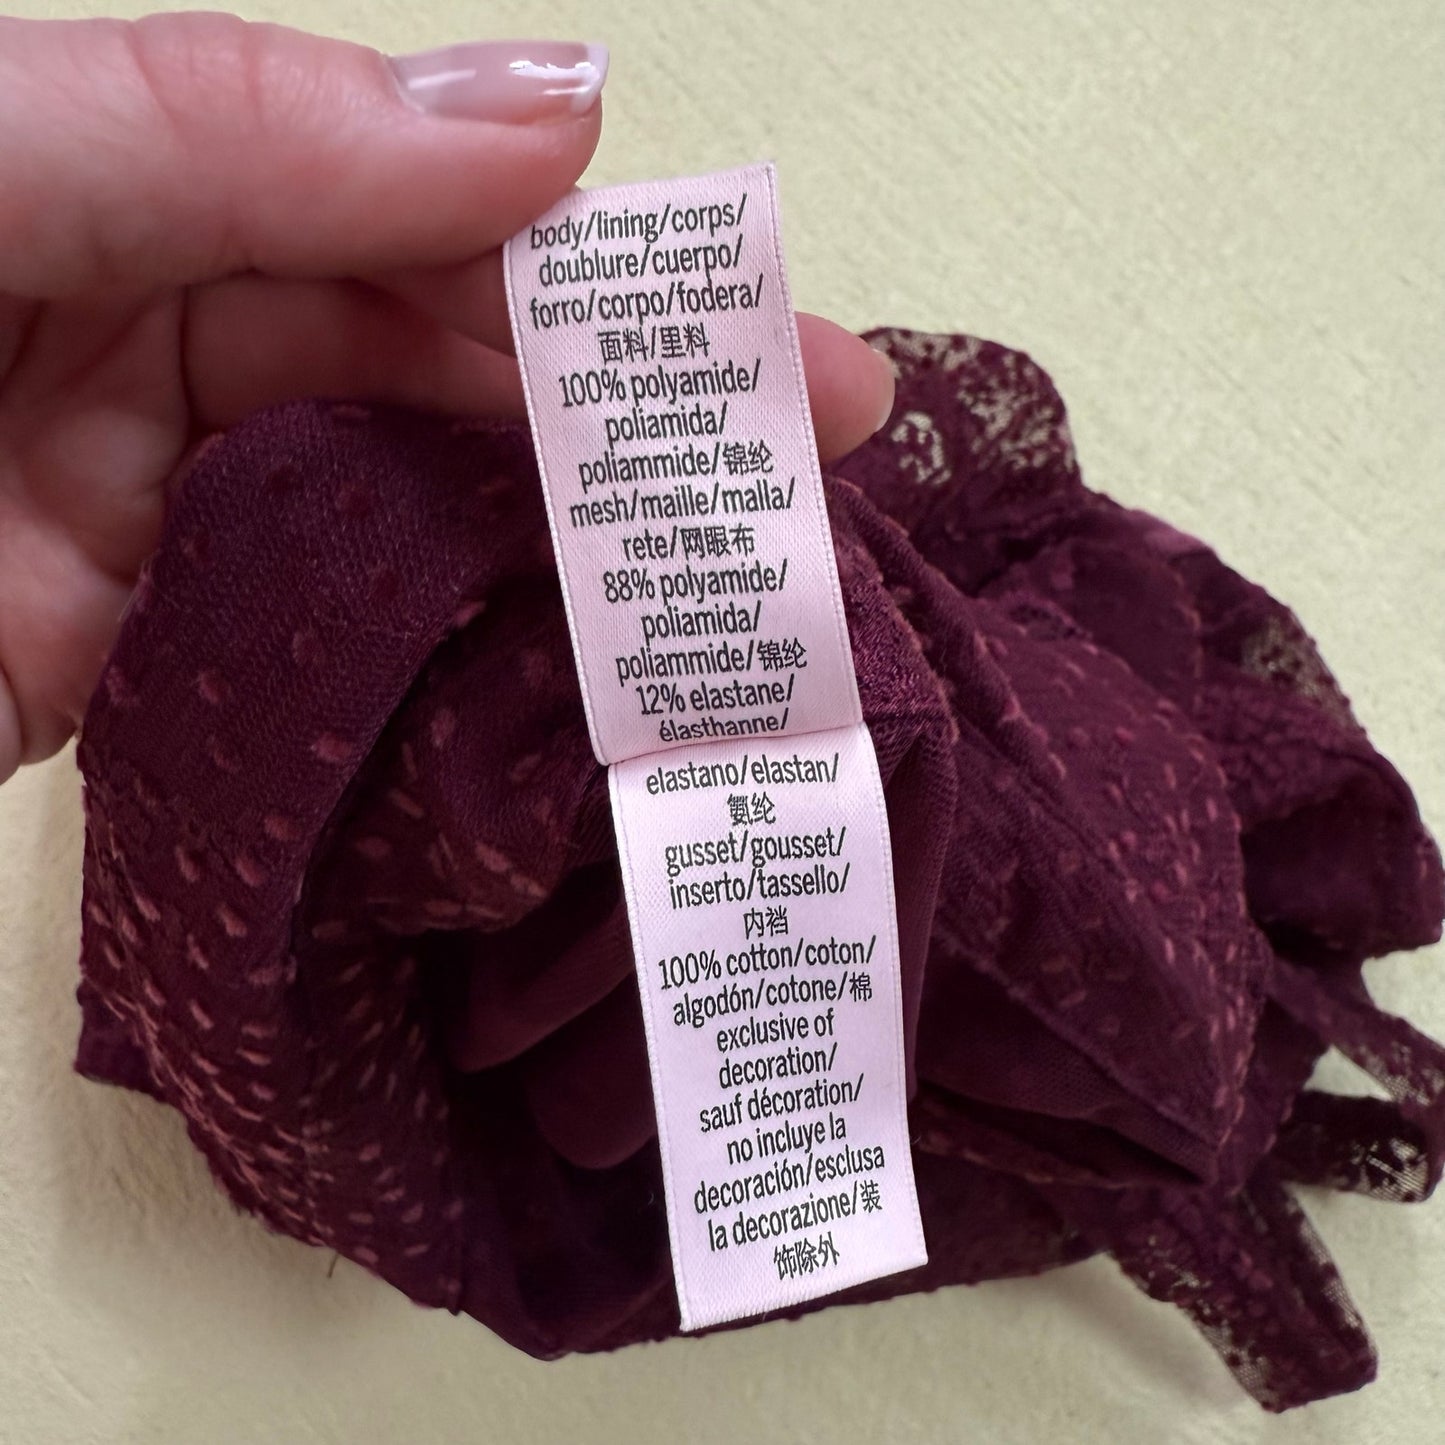 body/lining/corps/
doublure/cuerpo/
forro/corpo/fodera/
面料/里料
100% polyamide/
poliamida/
poliammide/锦纶
mesh/maille/malla/
rete/网眼布
88% polyamide/
poliamida/
poliammide/锦纶
12% elastane/
élasthanne/
elastano/elastan/
氨纶
gusset/gousset/
inserto/tassello/
内裆
100% cotton/coton/
algodón/cotone/棉
exclusive of
decoration/
sauf décoration/
no incluye la
decoración/esclusa
la decorazione/装
饰除外